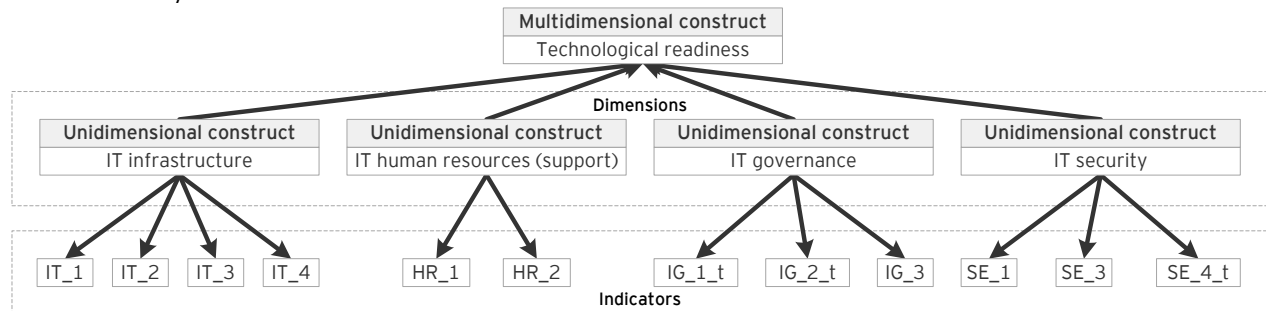 Multidimensional construct
Technological readiness
Dimensions
Unidimensional construct
IT infrastructure
Unidimensional construct
IT human resources (support)
Unidimensional construct
IT governance
Unidimensional construct
IT security
IT_1 IT_2 IT_3 IT_4 HR_1 HR_2 IG_1_t IG_2_t IG_3 SE_1 SE_3 SE_4_t
Indicators